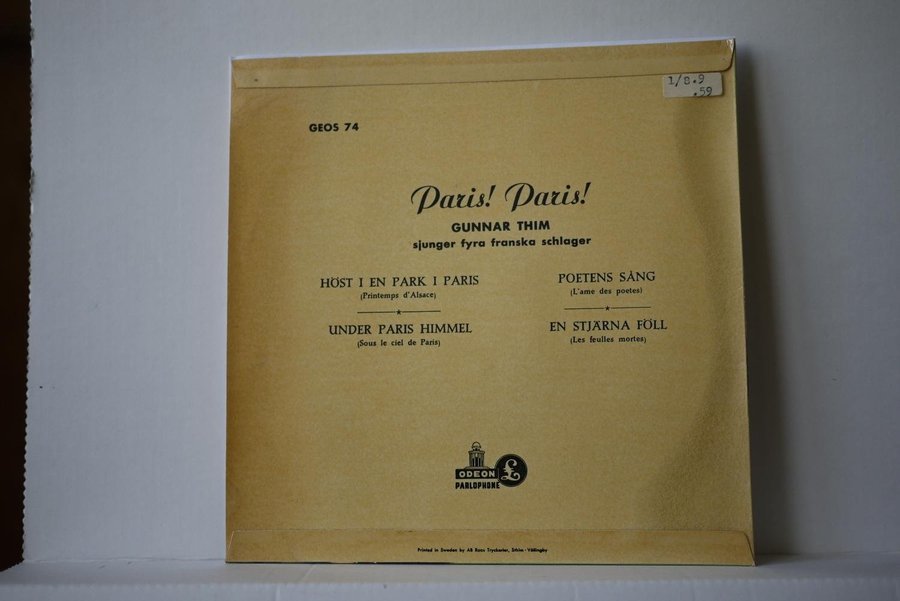 1/8.9
.59
GEOS 74
Paris! Paris!
GUNNAR THIM
sjunger fyra franska schlager
HÖST I EN PARK I PARIS
(Printemps d'Alsace)
UNDER PARIS HIMMEL
(Sous le ciel de Paris)
POETENS SÅNG
(L'ame des poetes)
EN STJÄRNA FÖLL
(Les feulles mortes)
ODEON
£
PARLOPHONE
Printed in Sweden by AB Roos Tryckerier, Sthlm - Vällingby